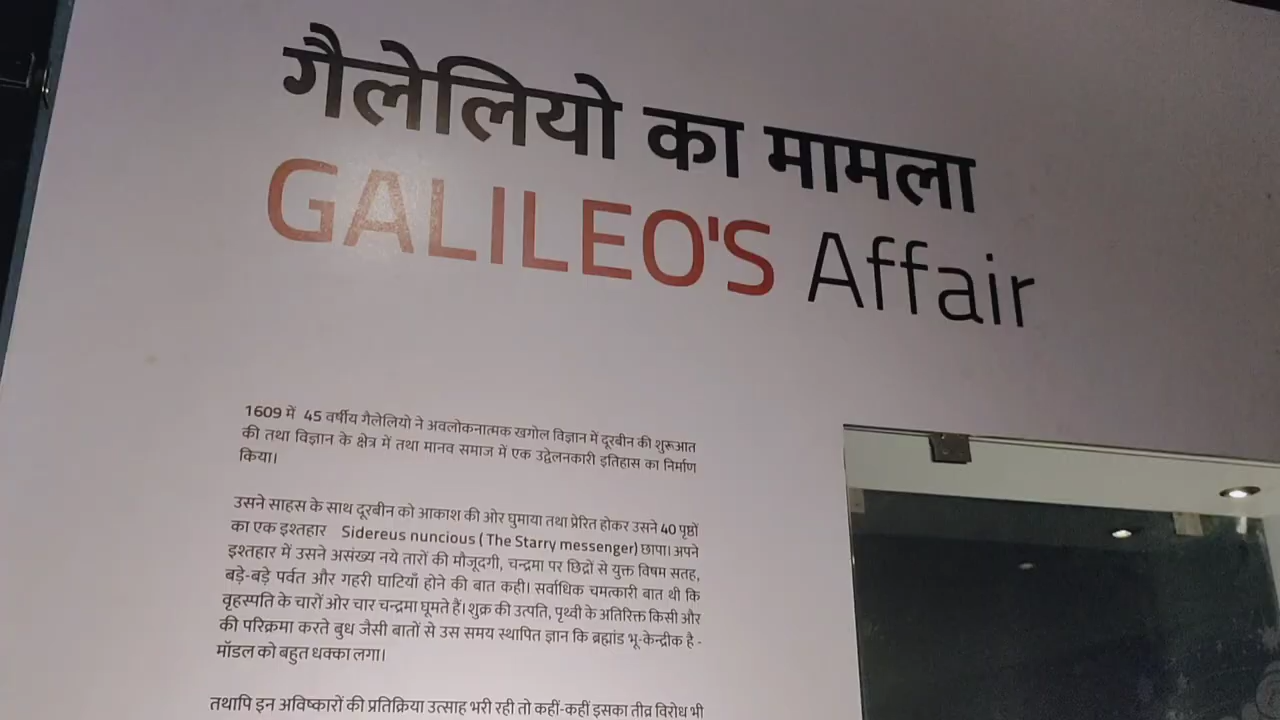 गैलेलियो का मामला
GALILEO'S Affair
1609 में 45 वर्षीय गैलेलियो ने अवलोकनात्मक खगोल विज्ञान में दूरबीन की शुरूआत
की तथा विज्ञान के क्षेत्र में तथा मानव समाज में एक उद्वेलनकारी इतिहास का निर्माण
किया।
उसने साहस के साथ दूरबीन को आकाश की ओर घुमाया तथा प्रेरित होकर उसने 40 पृष्ठों
का एक इश्तहार Sidereus nuncious ( The Starry messenger) छापा। अपने
इश्तहार में उसने असंख्य नये तारों की मौजूदगी, चन्द्रमा पर छिद्रों से युक्त विषम सतह,
बड़े-बड़े पर्वत और गहरी घाटियाँ होने की बात कही। सर्वाधिक चमत्कारी बात थी कि
वृहस्पति के चारों ओर चार चन्द्रमा घूमते हैं। शुक्र की उत्पति, पृथ्वी के अतिरिक्त किसी और
की परिक्रमा करते बुध जैसी बातों से उस समय स्थापित ज्ञान कि ब्रह्मांड भू-केन्द्रीक है -
मॉडल को बहुत धक्का लगा।
तथापि इन अविष्कारों की प्रतिक्रिया उत्साह भरी रही तो कहीं-कहीं इसका तीव्र विरोध भी